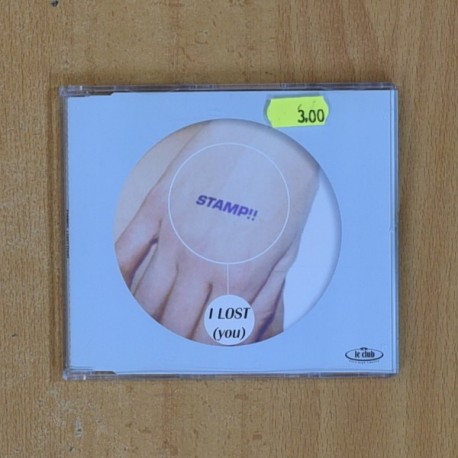 3.00
STAMP!!
I LOST
(you)
le club